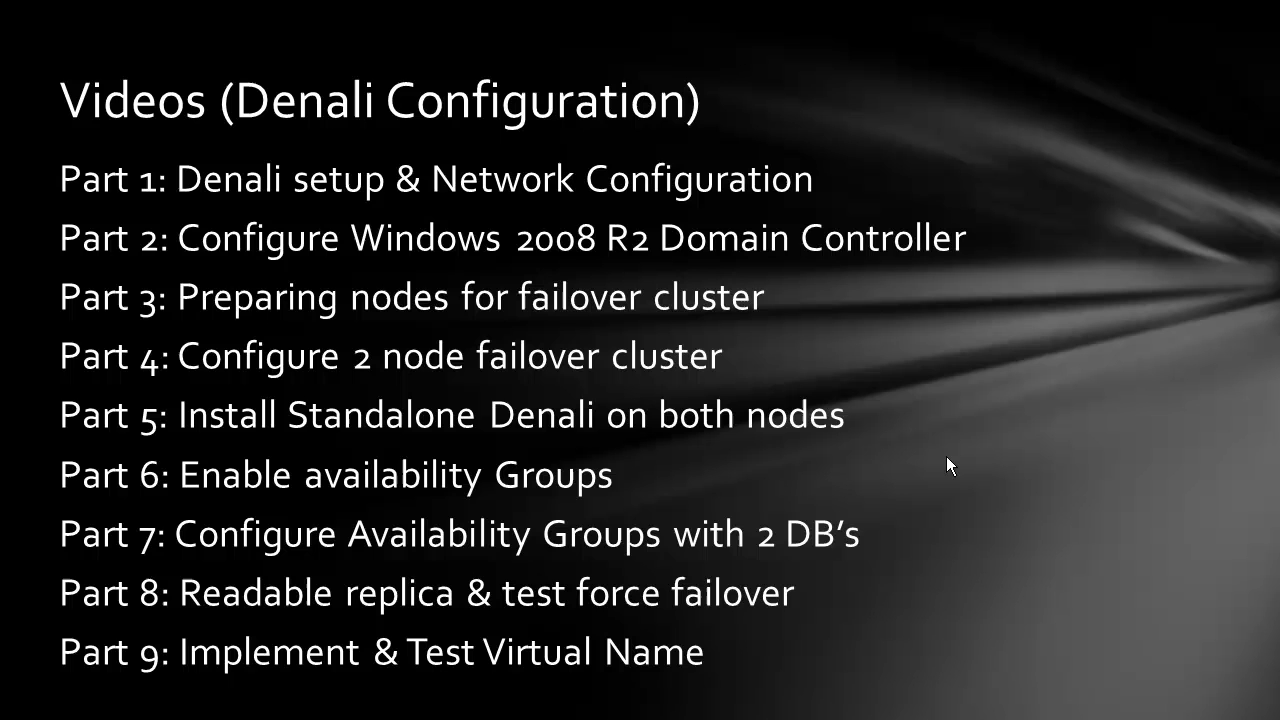 Videos (Denali Configuration)
Part 1: Denali setup & Network Configuration
Part 2: Configure Windows 2008 R2 Domain Controller
Part 3: Preparing nodes for failover cluster
Part 4: Configure 2 node failover cluster
Part 5: Install Standalone Denali on both nodes
Part 6: Enable availability Groups
Part 7: Configure Availability Groups with 2 DB’s
Part 8: Readable replica & test force failover
Part 9: Implement & Test Virtual Name